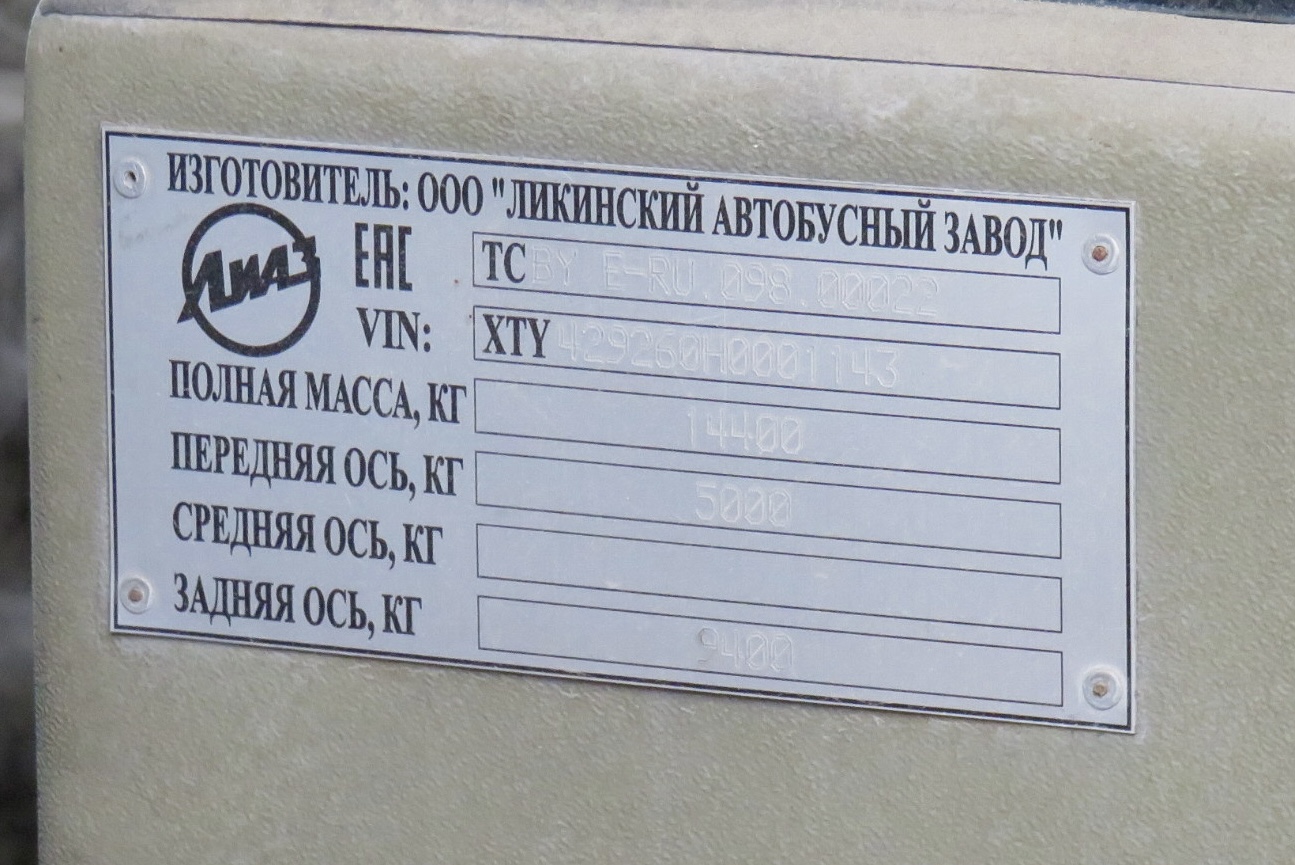 ИЗГОТОВИТЕЛЬ: ООО "ЛИКИНСКИЙ АВТОБУСНЫЙ ЗАВОД"
ЛИАЗ EAC ТС BY E-RU.098.00022
VIN: XTY 429260H0001143
ПОЛНАЯ МАССА, КГ 14400
ПЕРЕДНЯЯ ОСЬ, КГ 5000
СРЕДНЯЯ ОСЬ, КГ
ЗАДНЯЯ ОСЬ, КГ 9400